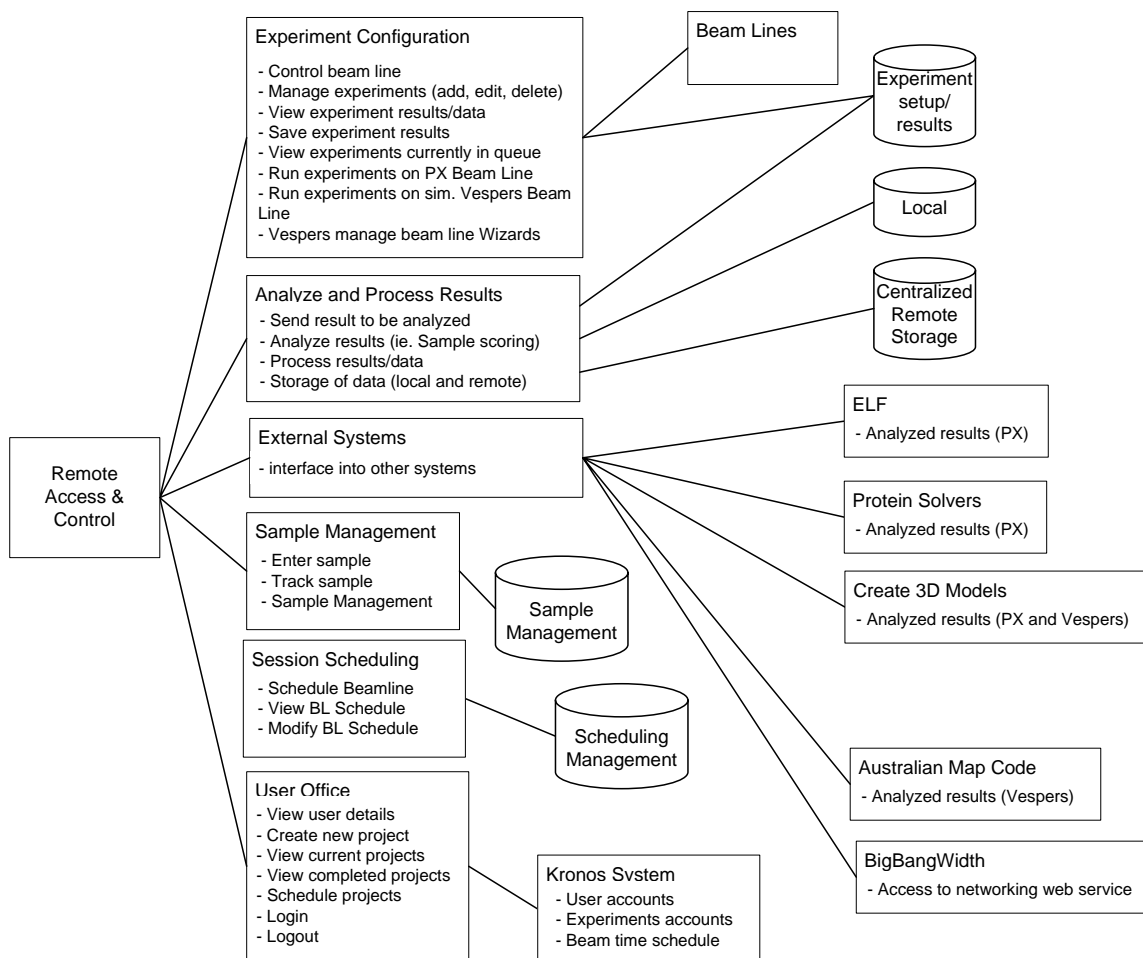 Experiment Configuration
- Control beam line
- Manage experiments (add, edit, delete)
- View experiment results/data
- Save experiment results
- View experiments currently in queue
- Run experiments on PX Beam Line
- Run experiments on sim. Vespers Beam
Line
- Vespers manage beam line Wizards
Beam Lines
Experiment
setup/
results
Local
Centralized
Remote
Storage
Analyze and Process Results
- Send result to be analyzed
- Analyze results (ie. Sample scoring)
- Process results/data
- Storage of data (local and remote)
External Systems
- interface into other systems
ELF
- Analyzed results (PX)
Protein Solvers
- Analyzed results (PX)
Create 3D Models
- Analyzed results (PX and Vespers)
Remote
Access &
Control
Sample Management
- Enter sample
- Track sample
- Sample Management
Sample
Management
Session Scheduling
- Schedule Beamline
- View BL Schedule
- Modify BL Schedule
Scheduling
Management
Australian Map Code
- Analyzed results (Vespers)
BigBangWidth
- Access to networking web service
User Office
- View user details
- Create new project
- View current projects
- View completed projects
- Schedule projects
- Login
- Logout
Kronos System
- User accounts
- Experiments accounts
- Beam time schedule